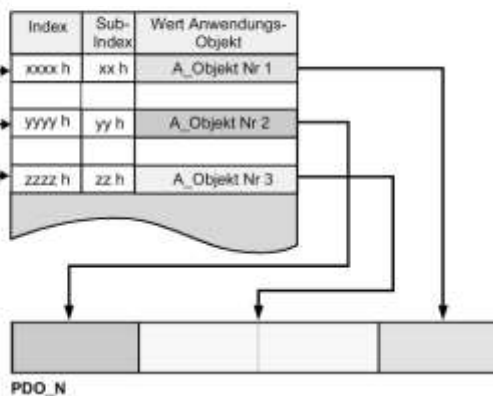 Index Sub-Index Wert Anwendungs-Objekt
xxxx h xx h A_Objekt Nr 1
yyyy h yy h A_Objekt Nr 2
zzzz h zz h A_Objekt Nr 3
PDO_N